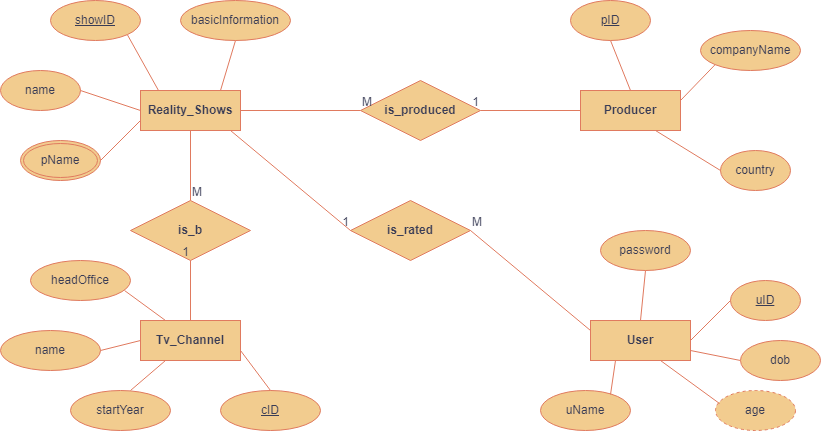 showID
basicInformation
pID
companyName
name
Reality_Shows
M
is_produced
1
Producer
pName
country
M
is_b
1
1
is_rated
M
password
headOffice
uID
name
Tv_Channel
User
dob
startYear
cID
uName
age